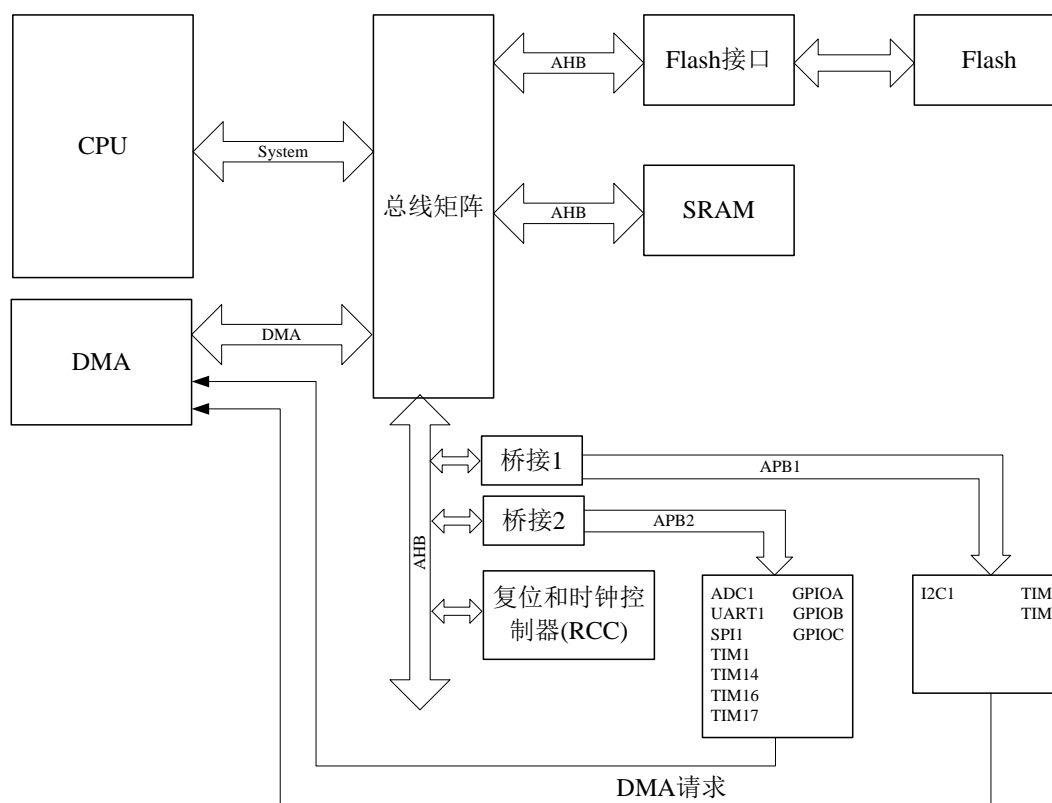 CPU
System
DMA
DMA
总线矩阵
AHB
Flash接口
Flash
AHB
SRAM
AHB
桥接1
APB1
桥接2
APB2
复位和时钟控
制器(RCC)
ADC1 GPIOA
UART1 GPIOB
SPI1 GPIOC
TIM1
TIM14
TIM16
TIM17
I2C1 TIM
TIM
DMA请求